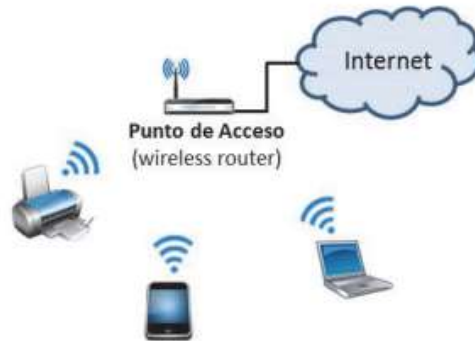 Internet
Punto de Acceso
(wireless router)